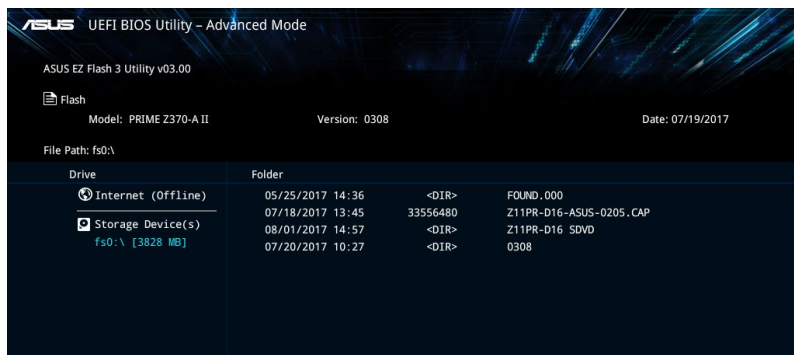 ASUS UEFI BIOS Utility – Advanced Mode
ASUS EZ Flash 3 Utility v03.00
Flash
Model: PRIME Z370-A II Version: 0308 Date: 07/19/2017
File Path: fs0:\
Drive Folder
Internet (Offline) 05/25/2017 14:36 <DIR> FOUND.000
07/18/2017 13:45 33556480 Z11PR-D16-ASUS-0205.CAP
Storage Device(s) 08/01/2017 14:57 <DIR> Z11PR-D16 SDVD
fs0:\ [3828 MB] 07/20/2017 10:27 <DIR> 0308